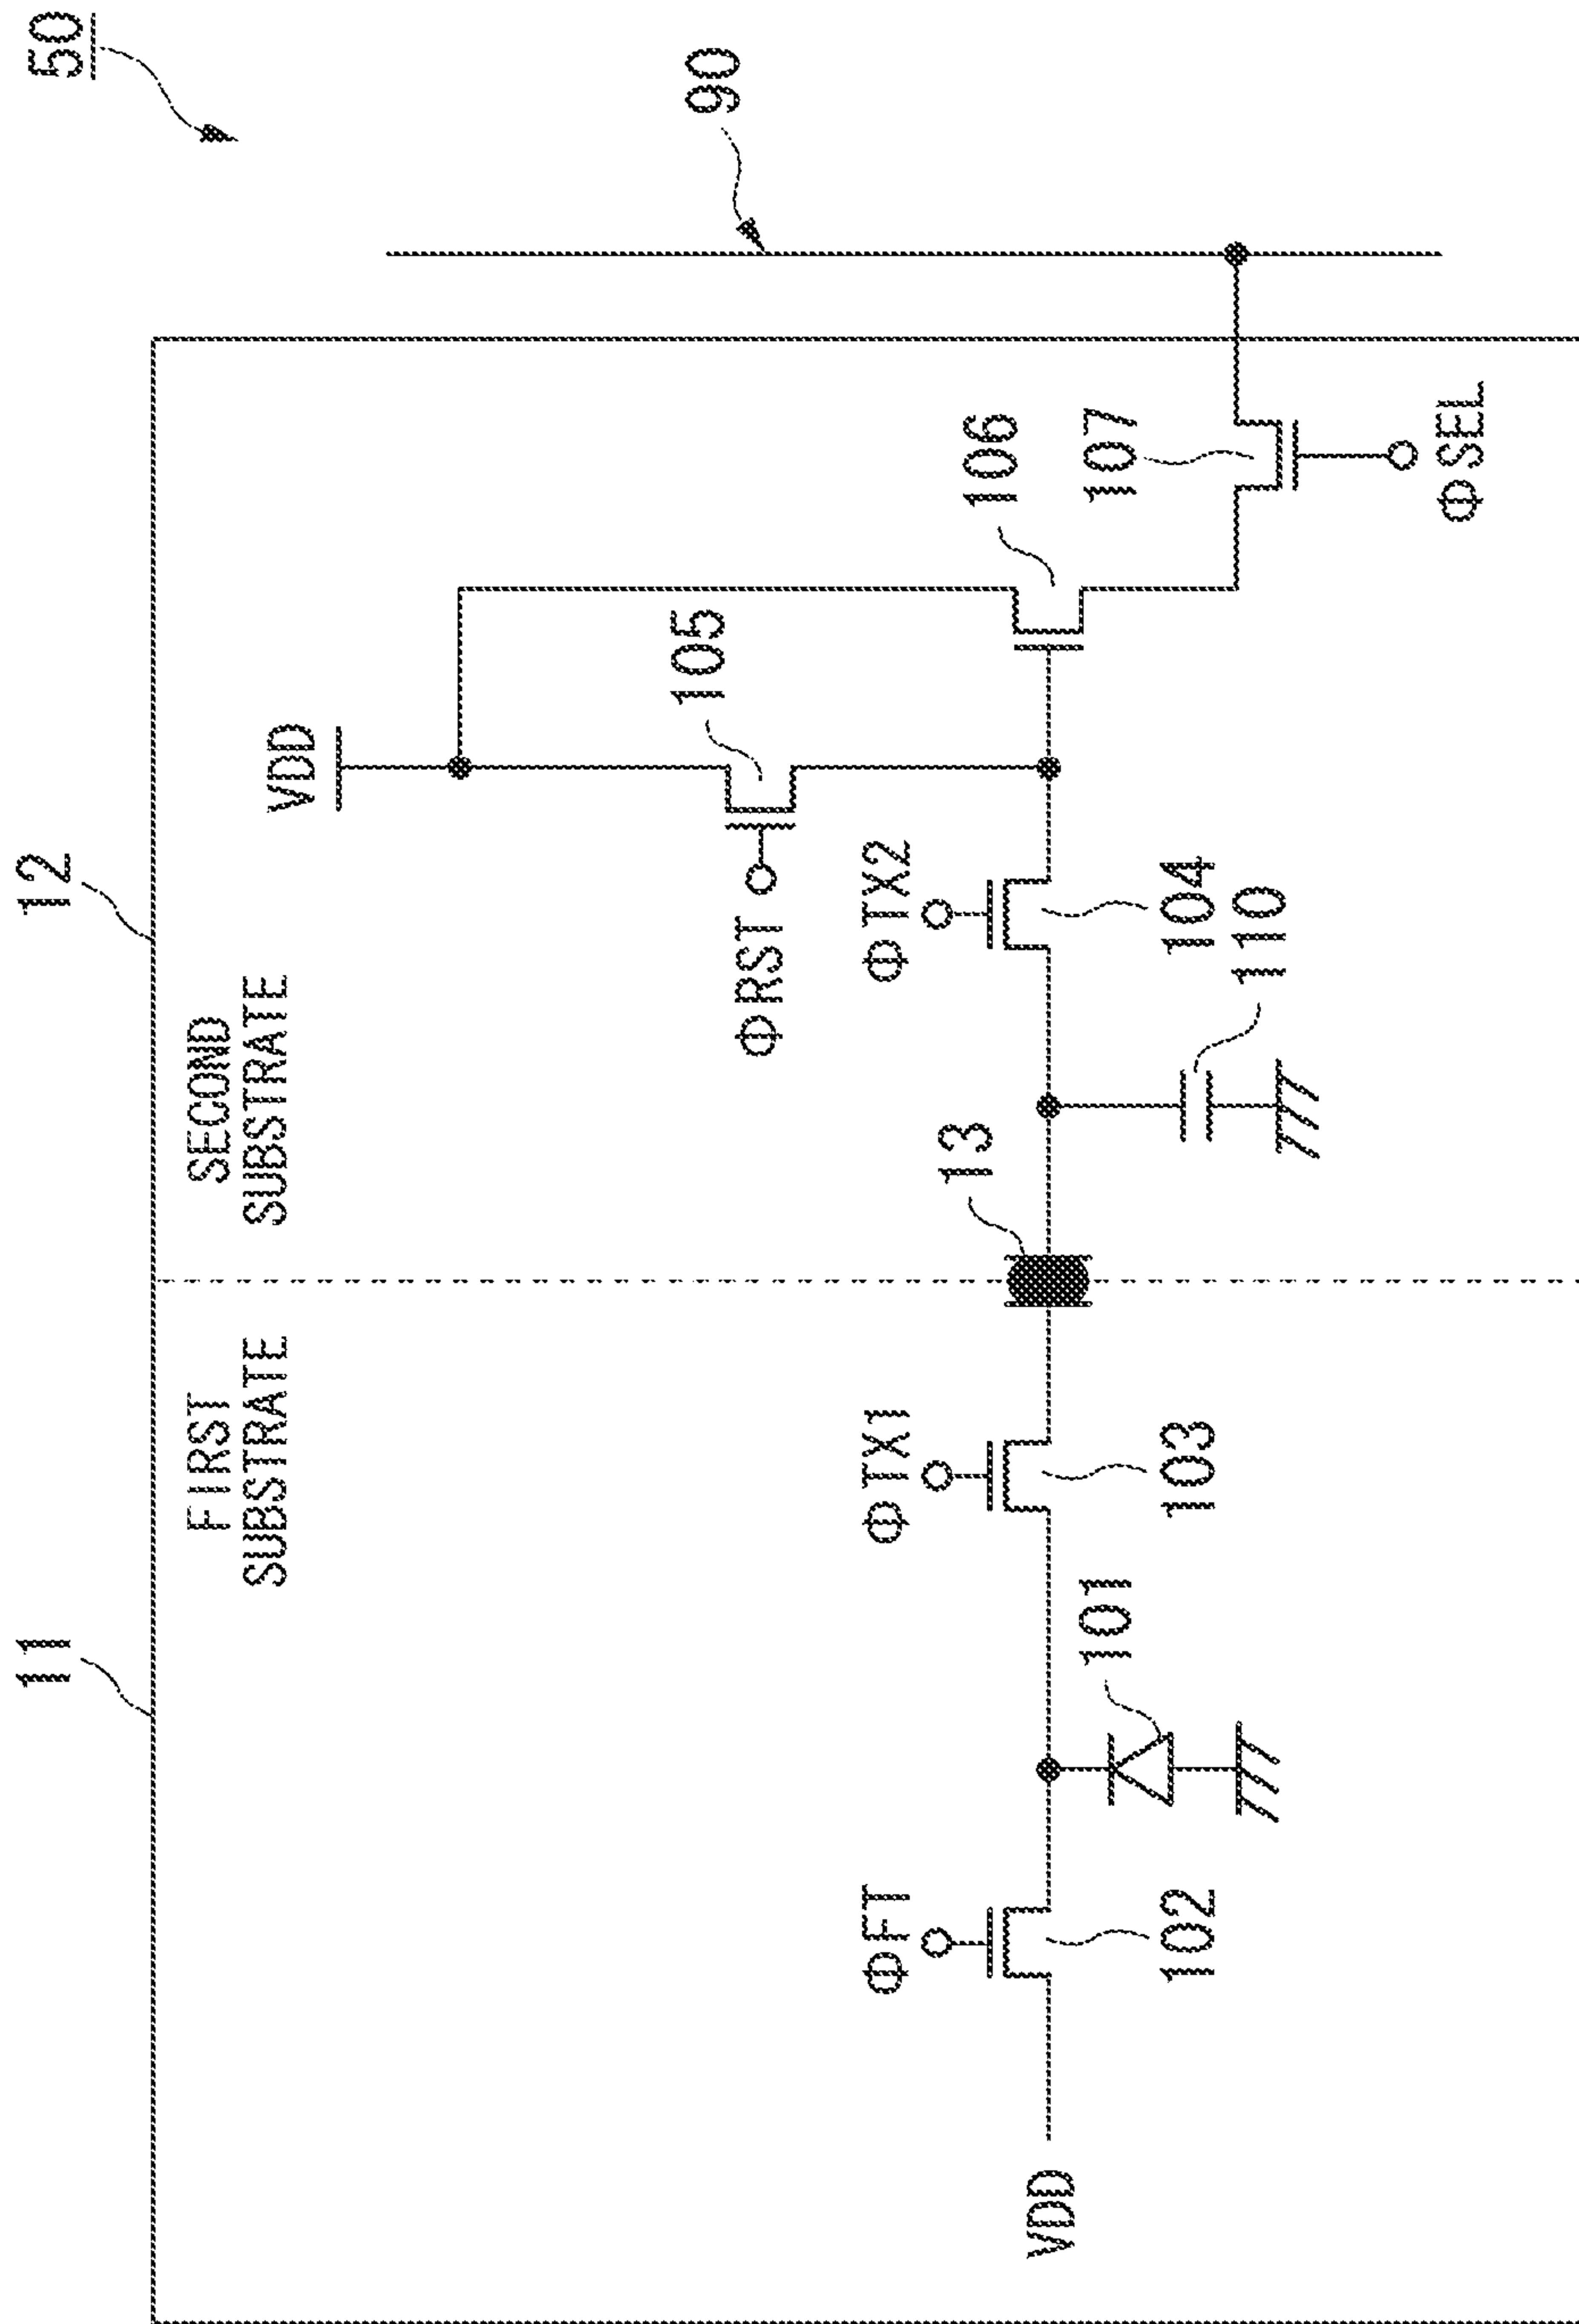 50
11
12
FIRST
SUBSTRATE
SECOND
SUBSTRATE
VDD
90
105
ΦRST
ΦFT
ΦTX1
ΦTX2
13
106
VDD
101
107
102
103
104
110
ΦSEL